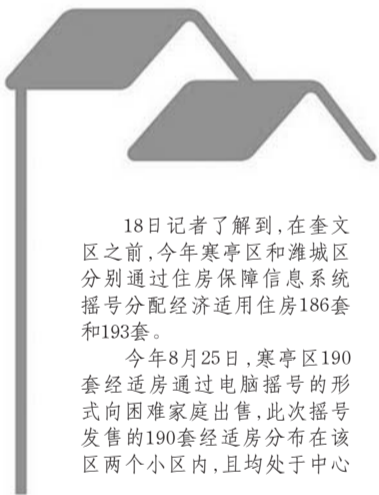 18日记者了解到,在奎文
区之前,今年寒亭区和潍城区
分别通过住房保障信息系统
摇号分配经济适用住房186套
和193套。
今年8月25日,寒亭区190
套经适房通过电脑摇号的形
式向困难家庭出售,此次摇号
发售的190套经适房分布在该
区两个小区内,且均处于中心